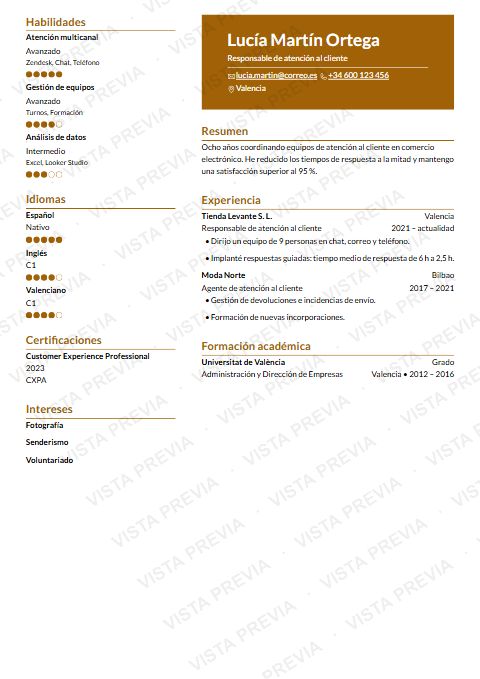 Habilidades
Atención multicanal
Avanzado
Zendesk, Chat, Teléfono
Gestión de equipos
Avanzado
Turnos, Formación
Análisis de datos
Intermedio
Excel, Looker Studio
Idiomas
Español
Nativo
Inglés
C1
Valenciano
C1
Certificaciones
Customer Experience Professional
2023
CXPA
Intereses
Fotografía
Senderismo
Voluntariado
Lucía Martín Ortega
Responsable de atención al cliente
lucia.martin@correo.es +34 600 123 456
Valencia
Resumen
Ocho años coordinando equipos de atención al cliente en comercio
electrónico. He reducido los tiempos de respuesta a la mitad y mantengo
una satisfacción superior al 95 %.
Experiencia
Tienda Levante S. L. Valencia
Responsable de atención al cliente 2021 – actualidad
• Dirijo un equipo de 9 personas en chat, correo y teléfono.
• Implanté respuestas guiadas: tiempo medio de respuesta de 6 h a 2,5 h.
Moda Norte Bilbao
Agente de atención al cliente 2017 – 2021
• Gestión de devoluciones e incidencias de envío.
• Formación de nuevas incorporaciones.
Formación académica
Universitat de València Grado
Administración y Dirección de Empresas Valencia • 2012 – 2016
VISTA PREVIA